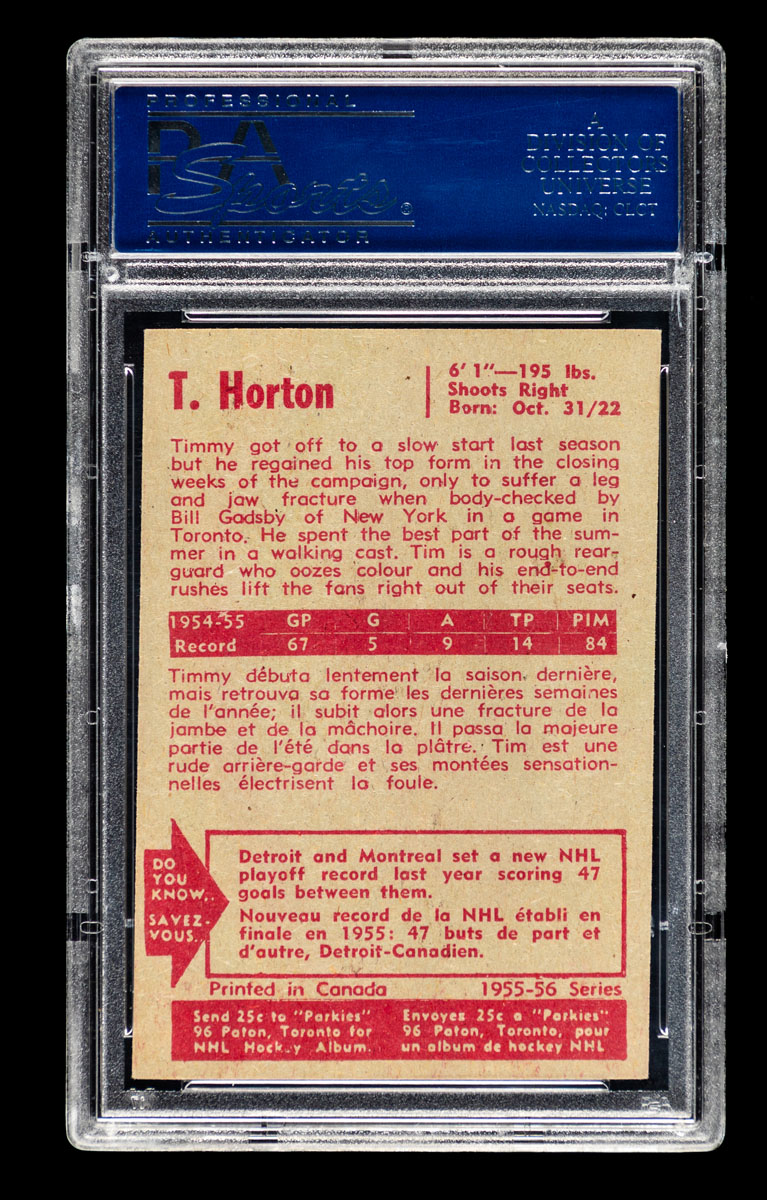 PROFESSIONAL
PSA
Sports®
AUTHENTICATOR
A
DIVISION OF
COLLECTORS
UNIVERSE
NASDAQ: CLCT
T. Horton
6' 1"—195 lbs.
Shoots Right
Born: Oct. 31/22
Timmy got off to a slow start last season
but he regained his top form in the closing
weeks of the campaign, only to suffer a leg
and jaw fracture when body-checked by
Bill Gadsby of New York in a game in
Toronto. He spent the best part of the sum-
mer in a walking cast. Tim is a rough rear-
guard who oozes colour and his end-to-end
rushes lift the fans right out of their seats.
1954-55 GP G A TP PIM
Record 67 5 9 14 84
Timmy débuta lentement la saison dernière,
mais retrouva sa forme les dernières semaines
de l'année; il subit alors une fracture de la
jambe et de la mâchoire. Il passa la majeure
partie de l'été dans la plâtre. Tim est une
rude arrière-garde et ses montées sensation-
nelles électrisent la foule.
DO
YOU
KNOW..
SAVEZ-
VOUS..
Detroit and Montreal set a new NHL
playoff record last year scoring 47
goals between them.
Nouveau record de la NHL établi en
finale en 1955: 47 buts de part et
d'autre, Detroit-Canadien.
Printed in Canada 1955-56 Series
Send 25c to "Parkies"
96 Paton, Toronto for
NHL Hockey Album.
Envoyez 25c a "Parkies"
96 Paton, Toronto, pour
un album de hockey NHL